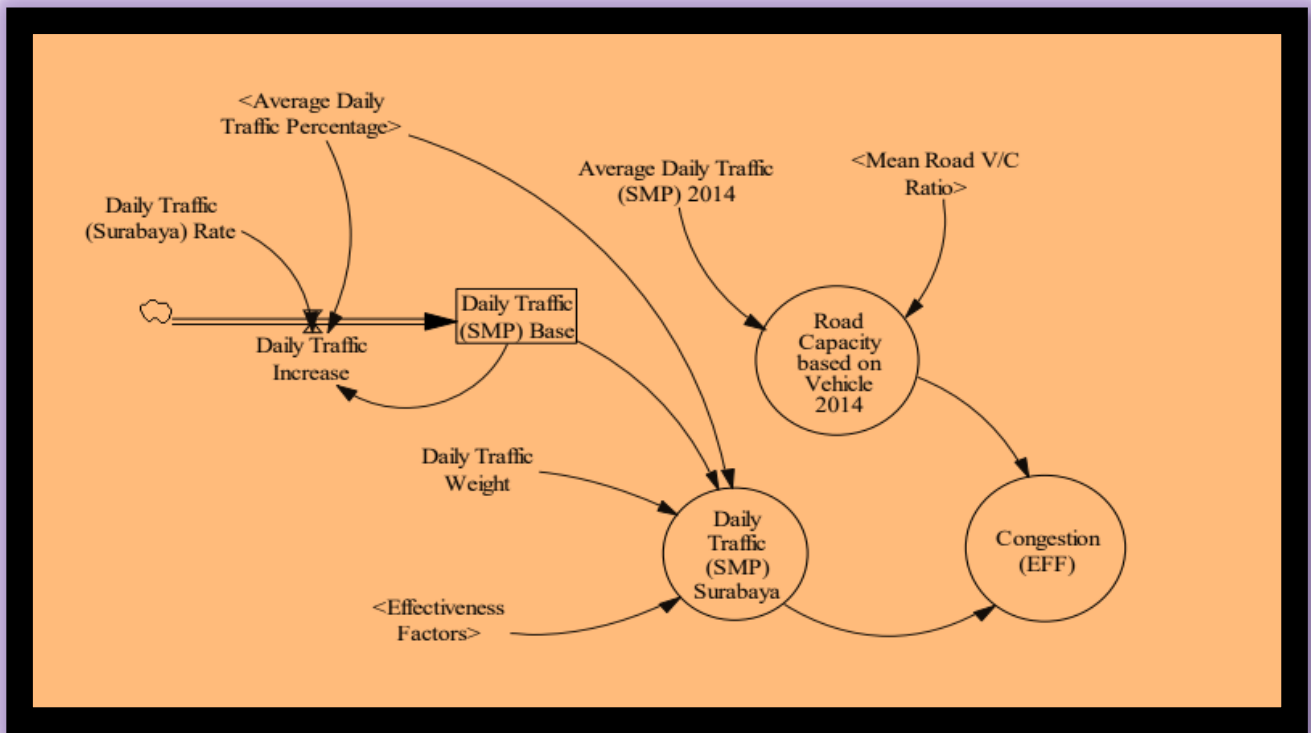 <Average Daily
Traffic Percentage>
Average Daily Traffic
(SMP) 2014
<Mean Road V/C
Ratio>
Daily Traffic
(Surabaya) Rate
Daily Traffic
(SMP) Base
Daily Traffic
Increase
Road
Capacity
based on
Vehicle
2014
Daily Traffic
Weight
Daily
Traffic
(SMP)
Surabaya
Congestion
(EFF)
<Effectiveness
Factors>